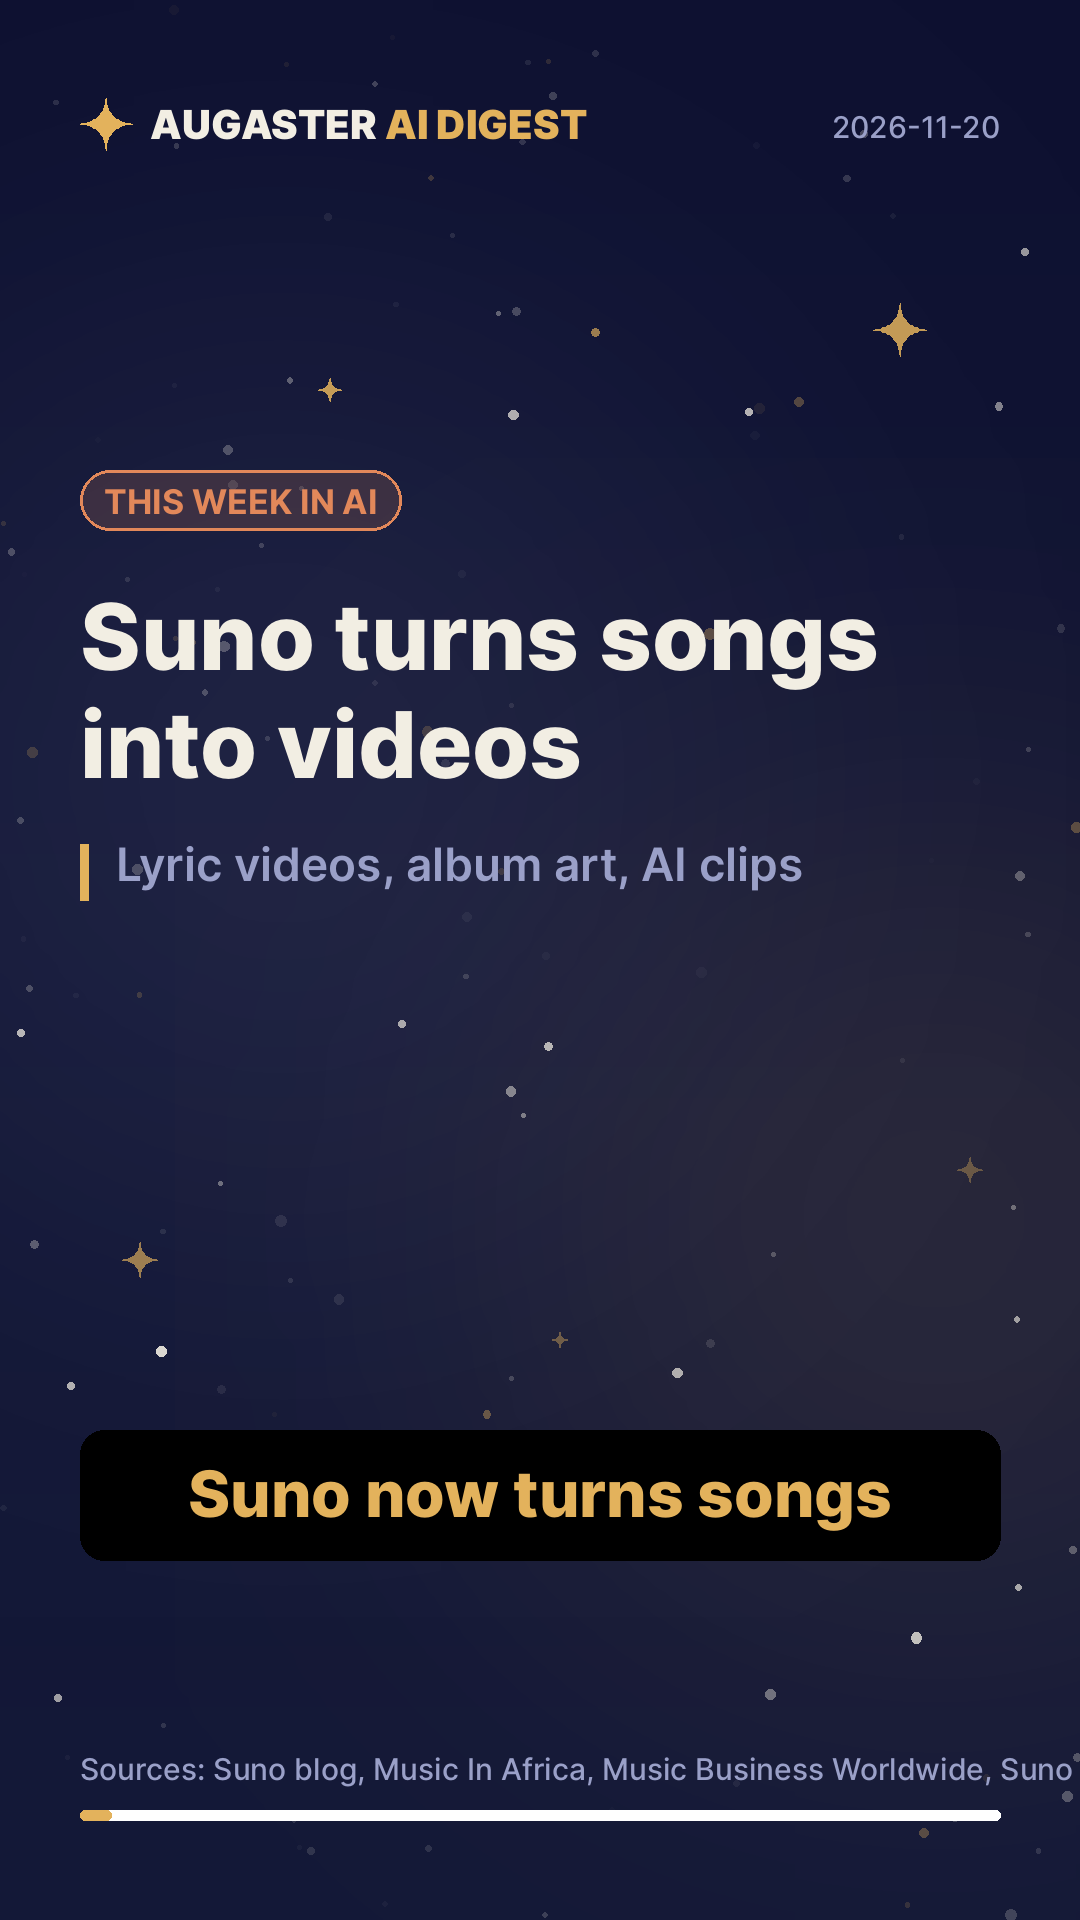 AUGASTER AI DIGEST
2026-11-20
THIS WEEK IN AI
Suno turns songs
into videos
Lyric videos, album art, AI clips
Suno now turns songs
Sources: Suno blog, Music In Africa, Music Business Worldwide, Suno